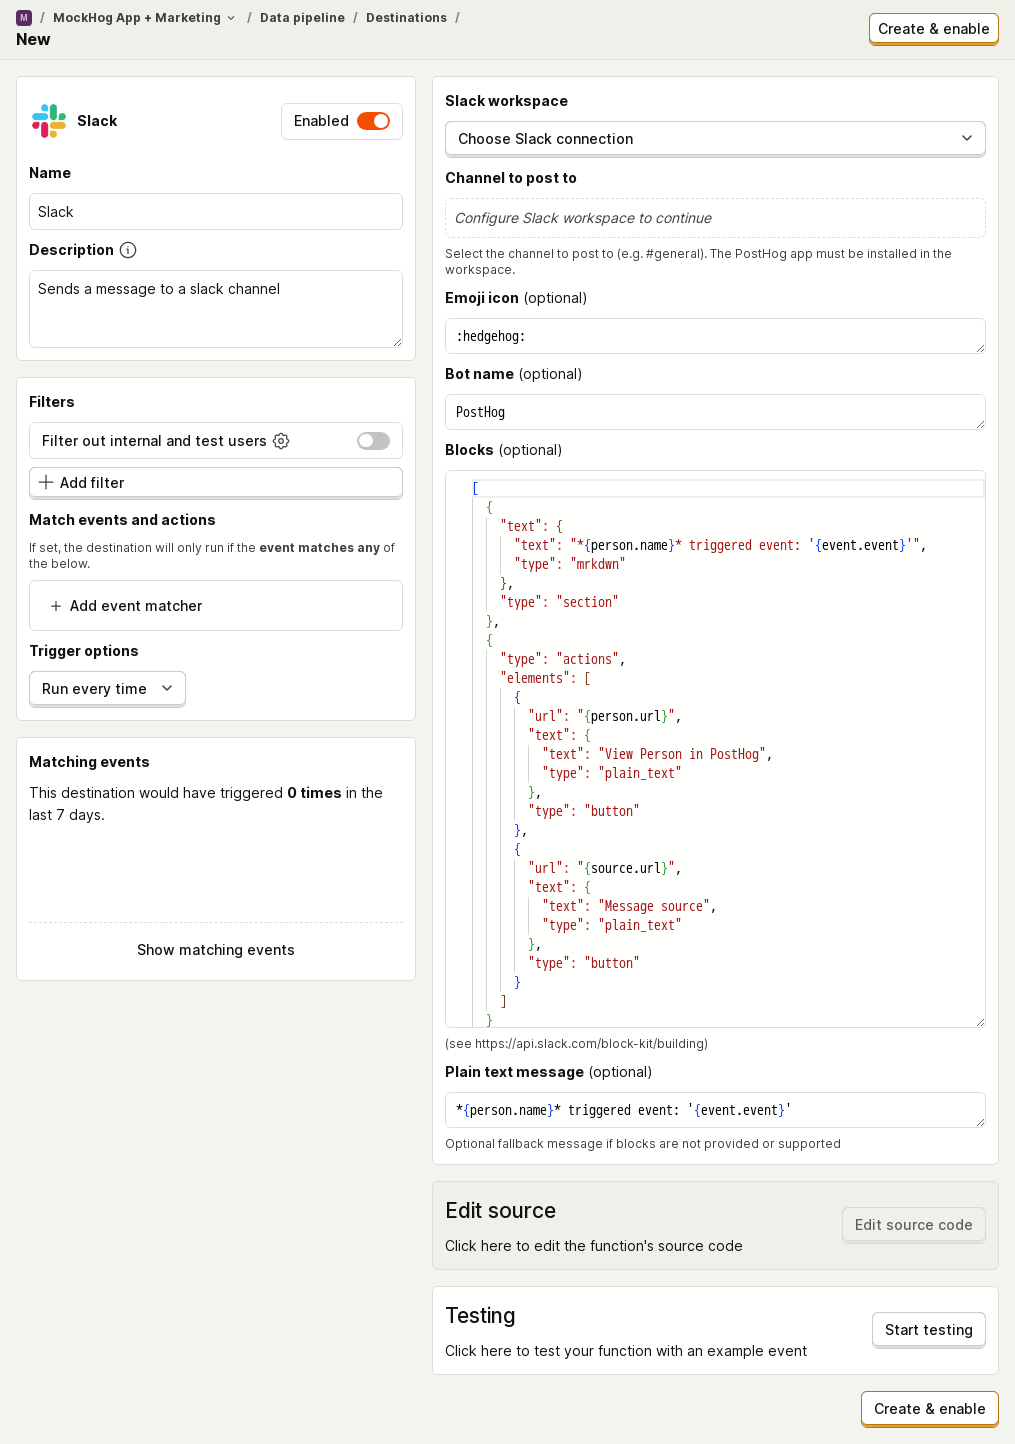 M / MockHog App + Marketing / Data pipeline / Destinations /
New
Create & enable
Slack
Enabled
Name
Slack
Description
Sends a message to a slack channel
Filters
Filter out internal and test users
Add filter
Match events and actions
If set, the destination will only run if the event matches any of
the below.
Add event matcher
Trigger options
Run every time
Matching events
This destination would have triggered 0 times in the
last 7 days.
Show matching events
Slack workspace
Choose Slack connection
Channel to post to
Configure Slack workspace to continue
Select the channel to post to (e.g. #general). The PostHog app must be installed in the
workspace.
Emoji icon (optional)
:hedgehog:
Bot name (optional)
PostHog
Blocks (optional)
[
{
"text": {
"text": "*{person.name}* triggered event: '{event.event}'",
"type": "mrkdwn"
},
"type": "section"
},
{
"type": "actions",
"elements": [
{
"url": "{person.url}",
"text": {
"text": "View Person in PostHog",
"type": "plain_text"
},
"type": "button"
},
{
"url": "{source.url}",
"text": {
"text": "Message source",
"type": "plain_text"
},
"type": "button"
}
]
}
(see https://api.slack.com/block-kit/building)
Plain text message (optional)
*{person.name}* triggered event: '{event.event}'
Optional fallback message if blocks are not provided or supported
Edit source
Click here to edit the function's source code
Edit source code
Testing
Click here to test your function with an example event
Start testing
Create & enable